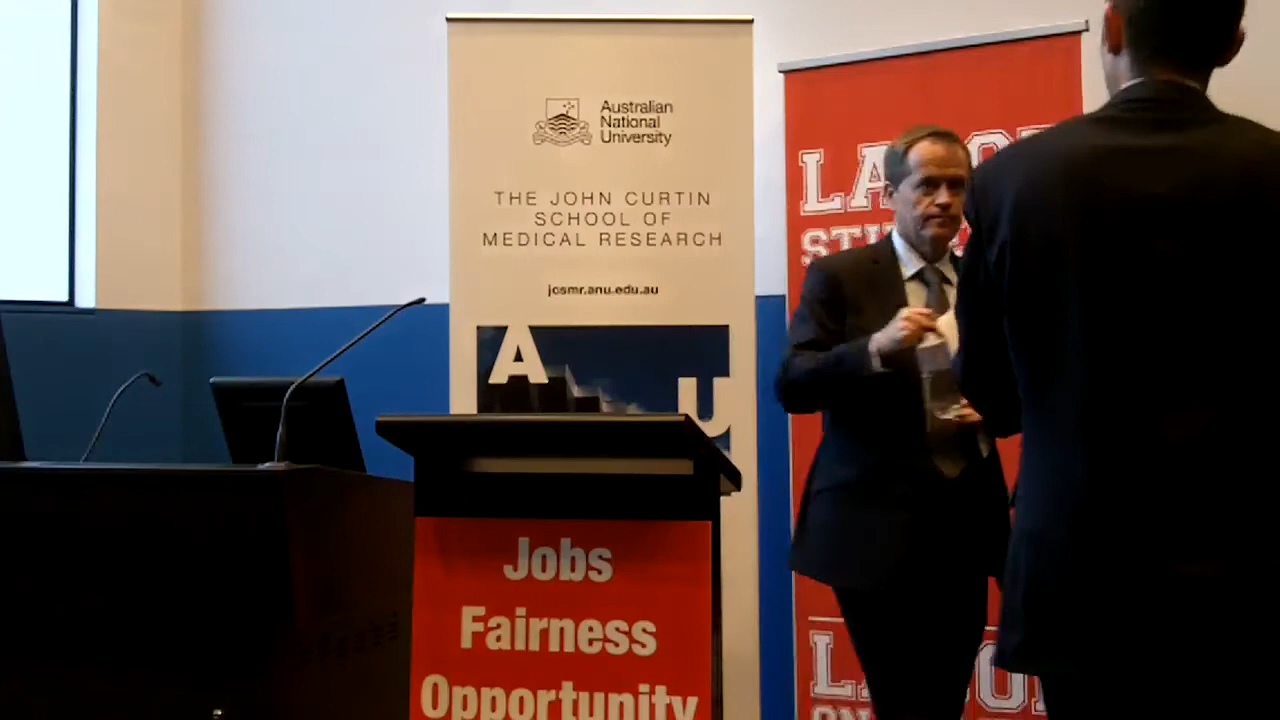 Australian
National
University
THE JOHN CURTIN
SCHOOL OF
MEDICAL RESEARCH
jcsmr.anu.edu.au
A
U
Jobs
Fairness
Opportunity